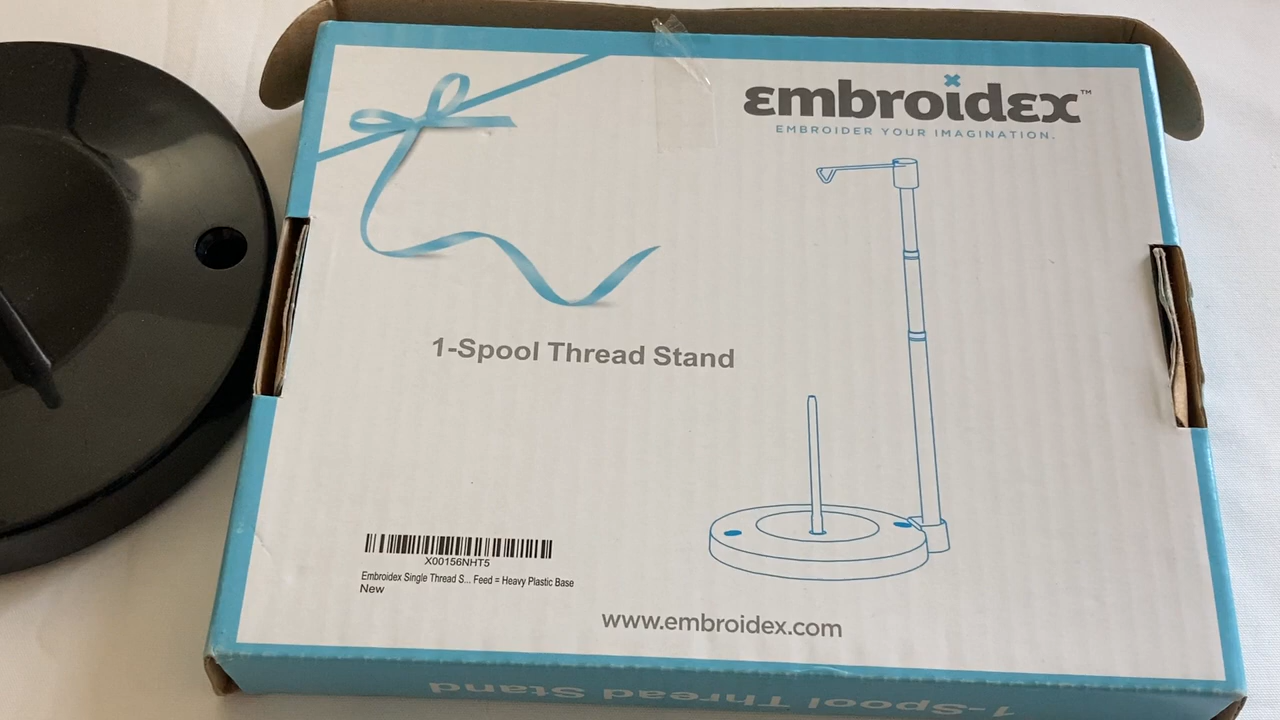 embroidex™
EMBROIDER YOUR IMAGINATION.
1-Spool Thread Stand
X00156NHT5
Embroidex Single Thread S... Feed = Heavy Plastic Base
New
www.embroidex.com
1-Spool Thread Stand